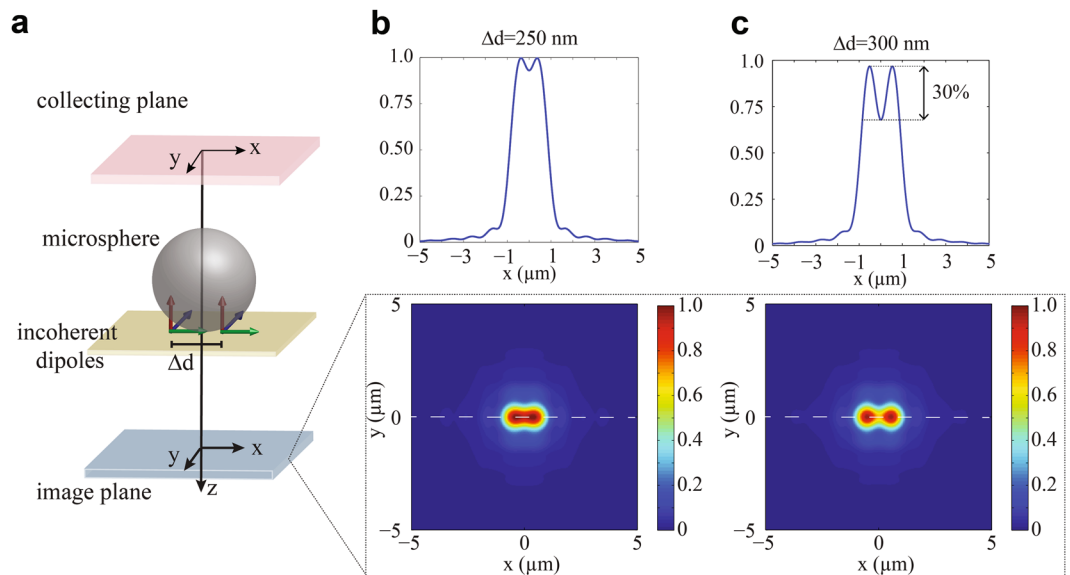 a
collecting plane
y
x
microsphere
incoherent
dipoles
Δd
y
x
image plane
z
b
Δd=250 nm
1.0
0.75
0.50
0.25
0
−5 −3 −1 1 3 5
x (µm)
c
Δd=300 nm
1.0
0.75
0.50
0.25
0
30%
−5 −3 −1 1 3 5
x (µm)
5
y (µm)
0
−5
−5 0 5
x (µm)
1.0
0.8
0.6
0.4
0.2
0
5
y (µm)
0
−5
−5 0 5
x (µm)
1.0
0.8
0.6
0.4
0.2
0